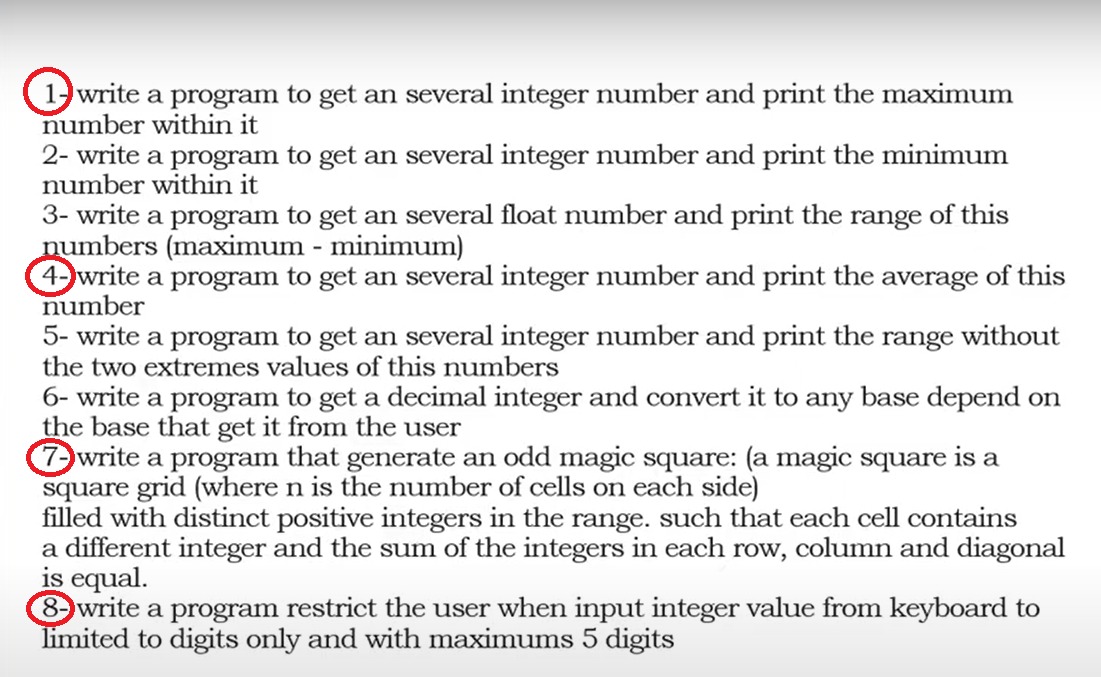 1- write a program to get an several integer number and print the maximum
number within it
2- write a program to get an several integer number and print the minimum
number within it
3- write a program to get an several float number and print the range of this
numbers (maximum - minimum)
4- write a program to get an several integer number and print the average of this
number
5- write a program to get an several integer number and print the range without
the two extremes values of this numbers
6- write a program to get a decimal integer and convert it to any base depend on
the base that get it from the user
7- write a program that generate an odd magic square: (a magic square is a
square grid (where n is the number of cells on each side)
filled with distinct positive integers in the range. such that each cell contains
a different integer and the sum of the integers in each row, column and diagonal
is equal.
8- write a program restrict the user when input integer value from keyboard to
limited to digits only and with maximums 5 digits